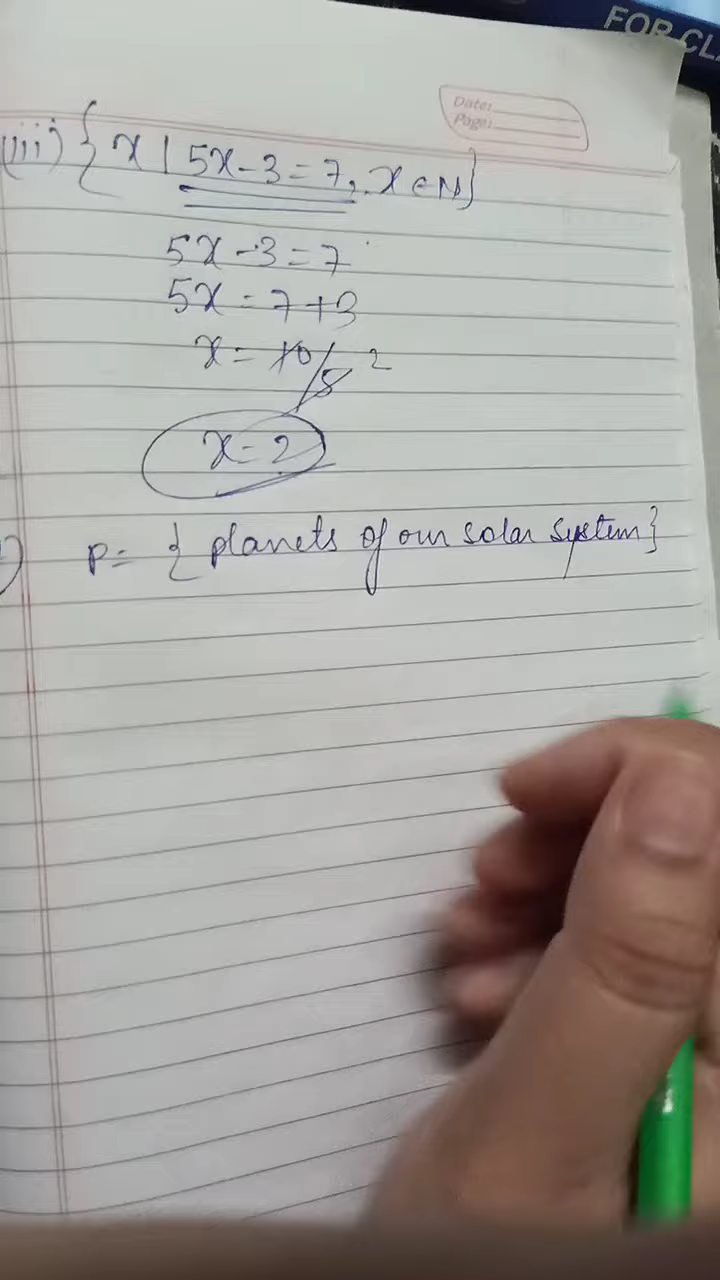 FOR CLA
Date:
Page:
(iii) { x | 5x-3=7, x∈N}
5x-3=7
5x=7+3
x=10/5 2
x=2
) P= { planets of our solar system}